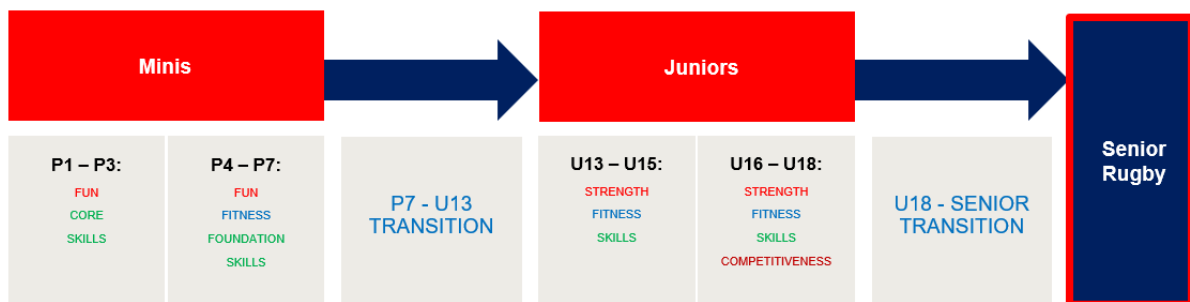 Minis
Juniors
Senior
Rugby
P1 – P3:
FUN
CORE
SKILLS
P4 – P7:
FUN
FITNESS
FOUNDATION
SKILLS
P7 - U13
TRANSITION
U13 – U15:
STRENGTH
FITNESS
SKILLS
U16 – U18:
STRENGTH
FITNESS
SKILLS
COMPETITIVENESS
U18 - SENIOR
TRANSITION